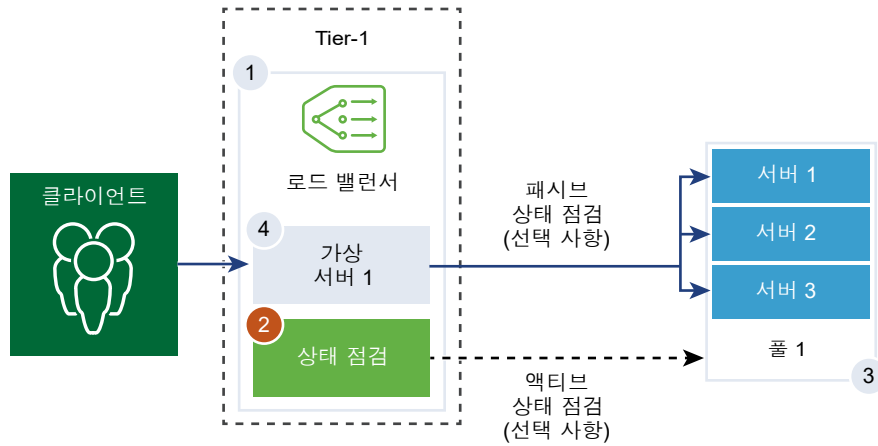 Tier-1
1
로드 밸런서
클라이언트
4
가상
서버 1
2
상태 점검
패시브
상태 점검
(선택 사항)
액티브
상태 점검
(선택 사항)
서버 1
서버 2
서버 3
풀 1
3